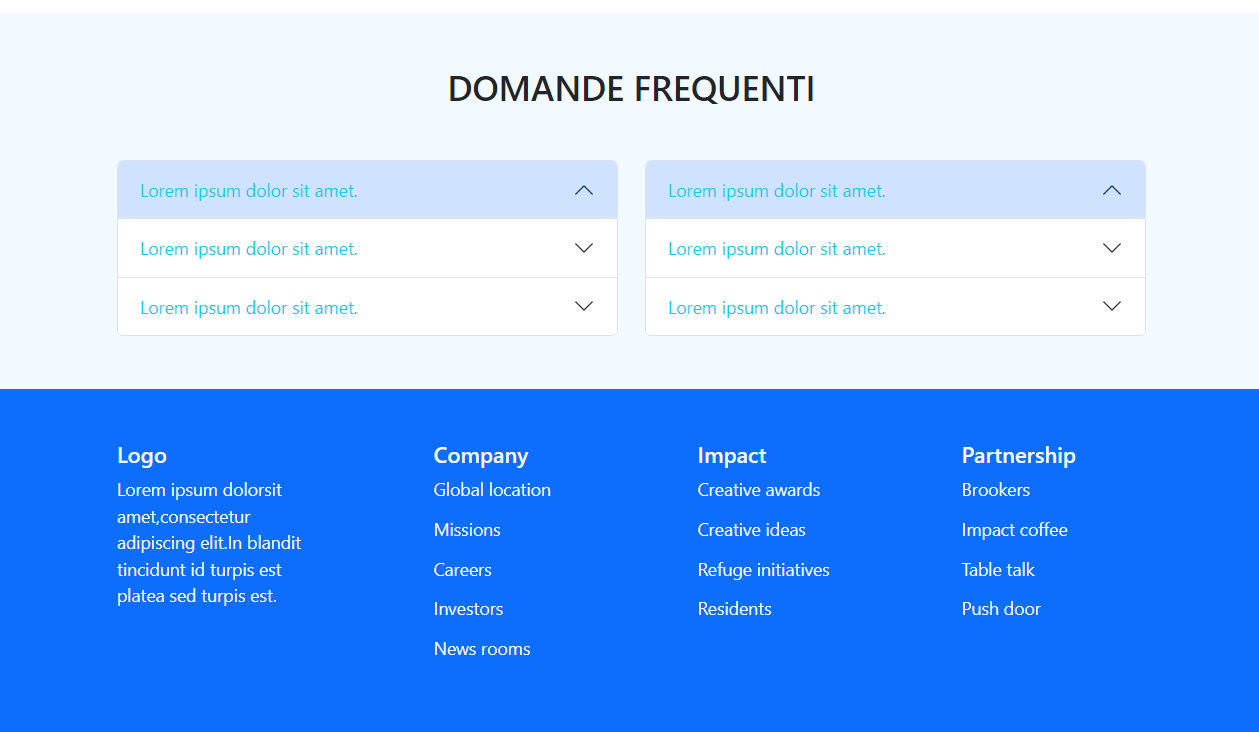 DOMANDE FREQUENTI
Lorem ipsum dolor sit amet.
Lorem ipsum dolor sit amet.
Lorem ipsum dolor sit amet.
Lorem ipsum dolor sit amet.
Lorem ipsum dolor sit amet.
Lorem ipsum dolor sit amet.
Logo
Lorem ipsum dolorsit
amet,consectetur
adipiscing elit.In blandit
tincidunt id turpis est
platea sed turpis est.
Company
Global location
Missions
Careers
Investors
News rooms
Impact
Creative awards
Creative ideas
Refuge initiatives
Residents
Partnership
Brookers
Impact coffee
Table talk
Push door